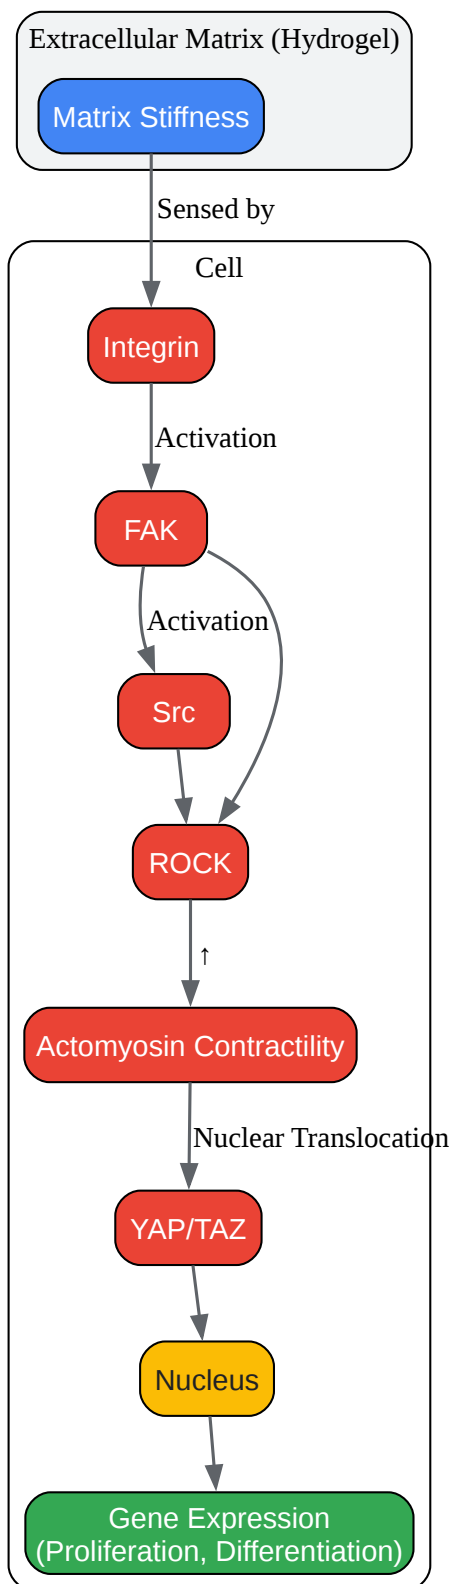 Extracellular Matrix (Hydrogel)
Matrix Stiffness
Sensed by
Cell
Integrin
Activation
FAK
Activation
Src
ROCK
↑
Actomyosin Contractility
Nuclear Translocation
YAP/TAZ
Nucleus
Gene Expression
(Proliferation, Differentiation)